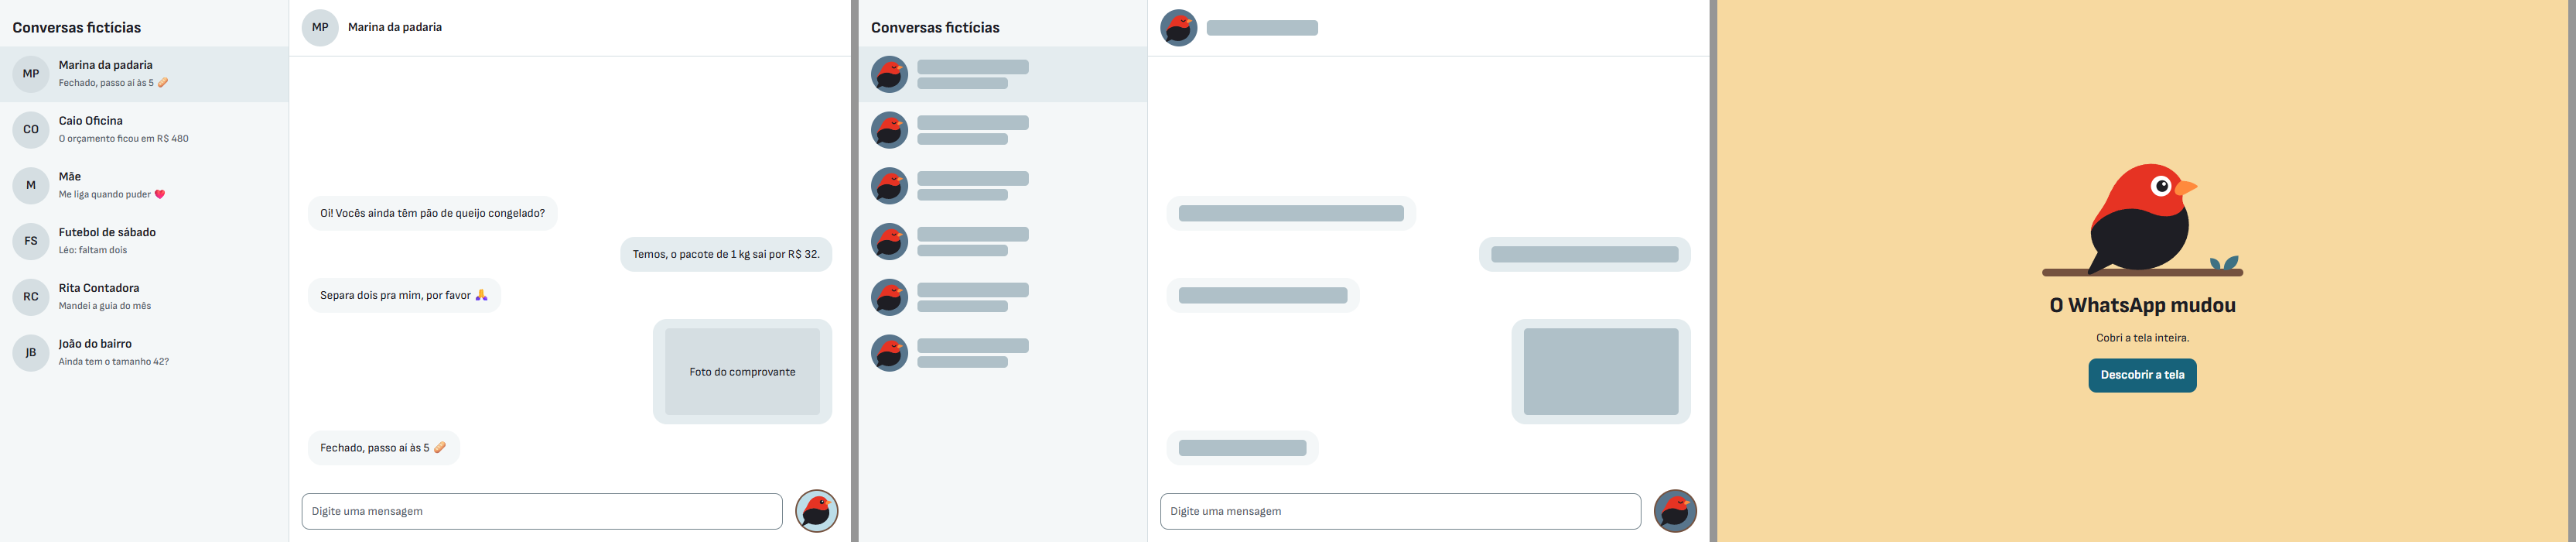 Conversas fictícias
MP
Marina da padaria
Fechado, passo aí às 5 🥖
CO
Caio Oficina
O orçamento ficou em R$ 480
M
Mãe
Me liga quando puder ❤️
FS
Futebol de sábado
Léo: faltam dois
RC
Rita Contadora
Mandei a guia do mês
JB
João do bairro
Ainda tem o tamanho 42?
MP
Marina da padaria
Oi! Vocês ainda têm pão de queijo congelado?
Temos, o pacote de 1 kg sai por R$ 32.
Separa dois pra mim, por favor 🙏
Foto do comprovante
Fechado, passo aí às 5 🥖
Digite uma mensagem
Conversas fictícias
Digite uma mensagem
O WhatsApp mudou
Cobri a tela inteira.
Descobrir a tela